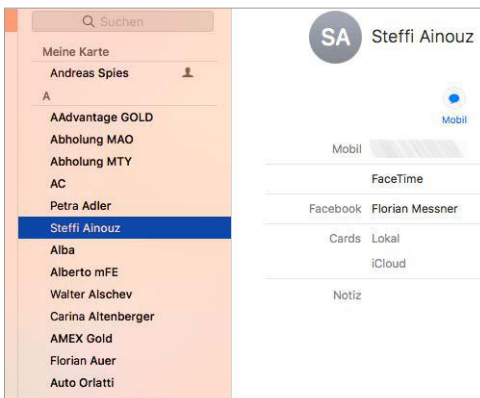 Suchen
Meine Karte
Andreas Spies
A
AAdvantage GOLD
Abholung MAO
Abholung MTY
AC
Petra Adler
Steffi Ainouz
Alba
Alberto mFE
Walter Alschev
Carina Altenberger
AMEX Gold
Florian Auer
Auto Orlatti
SA
Steffi Ainouz
Mobil
Mobil
FaceTime
Facebook Florian Messner
Cards Lokal
iCloud
Notiz